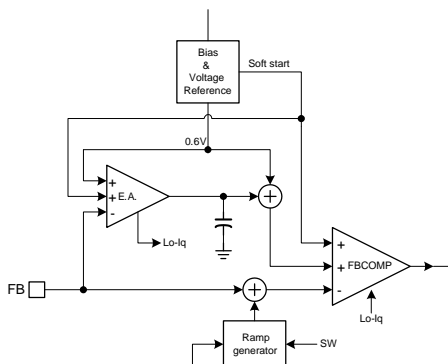 Bias
&
Voltage
Reference
Soft start
0.6V
+
+
-
E.A.
+
Lo-Iq
FB
+
+
+
-
FBCOMP
Lo-Iq
Ramp
generator
SW